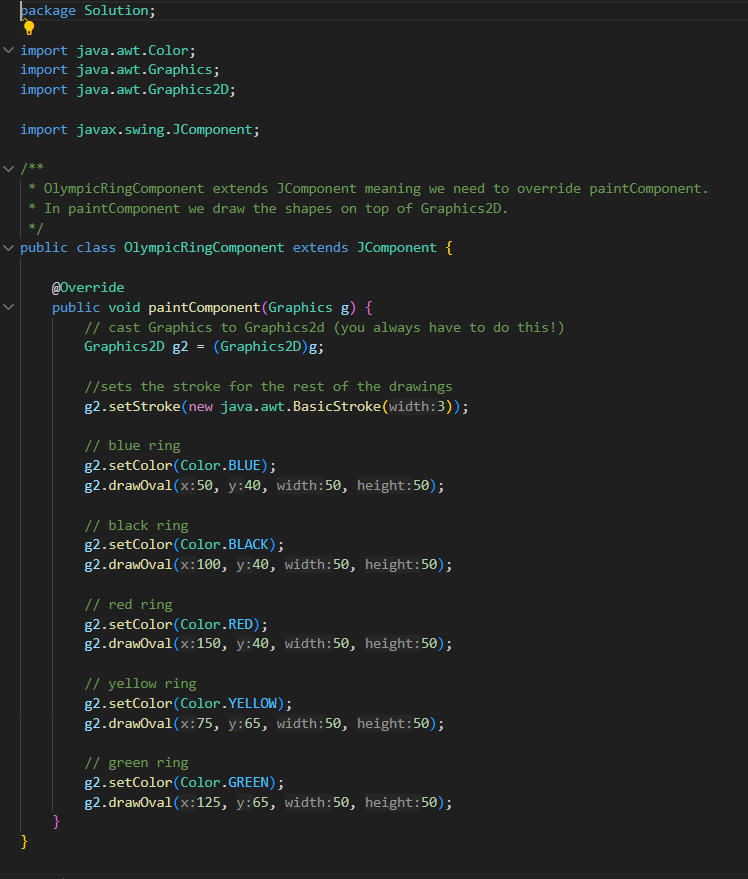 package Solution;
import java.awt.Color;
import java.awt.Graphics;
import java.awt.Graphics2D;
import javax.swing.JComponent;
/**
 * OlympicRingComponent extends JComponent meaning we need to override paintComponent.
 * In paintComponent we draw the shapes on top of Graphics2D.
 */
public class OlympicRingComponent extends JComponent {
    @Override
    public void paintComponent(Graphics g) {
        // cast Graphics to Graphics2d (you always have to do this!)
        Graphics2D g2 = (Graphics2D)g;
        //sets the stroke for the rest of the drawings
        g2.setStroke(new java.awt.BasicStroke(width:3));
        // blue ring
        g2.setColor(Color.BLUE);
        g2.drawOval(x:50, y:40, width:50, height:50);
        // black ring
        g2.setColor(Color.BLACK);
        g2.drawOval(x:100, y:40, width:50, height:50);
        // red ring
        g2.setColor(Color.RED);
        g2.drawOval(x:150, y:40, width:50, height:50);
        // yellow ring
        g2.setColor(Color.YELLOW);
        g2.drawOval(x:75, y:65, width:50, height:50);
        // green ring
        g2.setColor(Color.GREEN);
        g2.drawOval(x:125, y:65, width:50, height:50);
    }
}